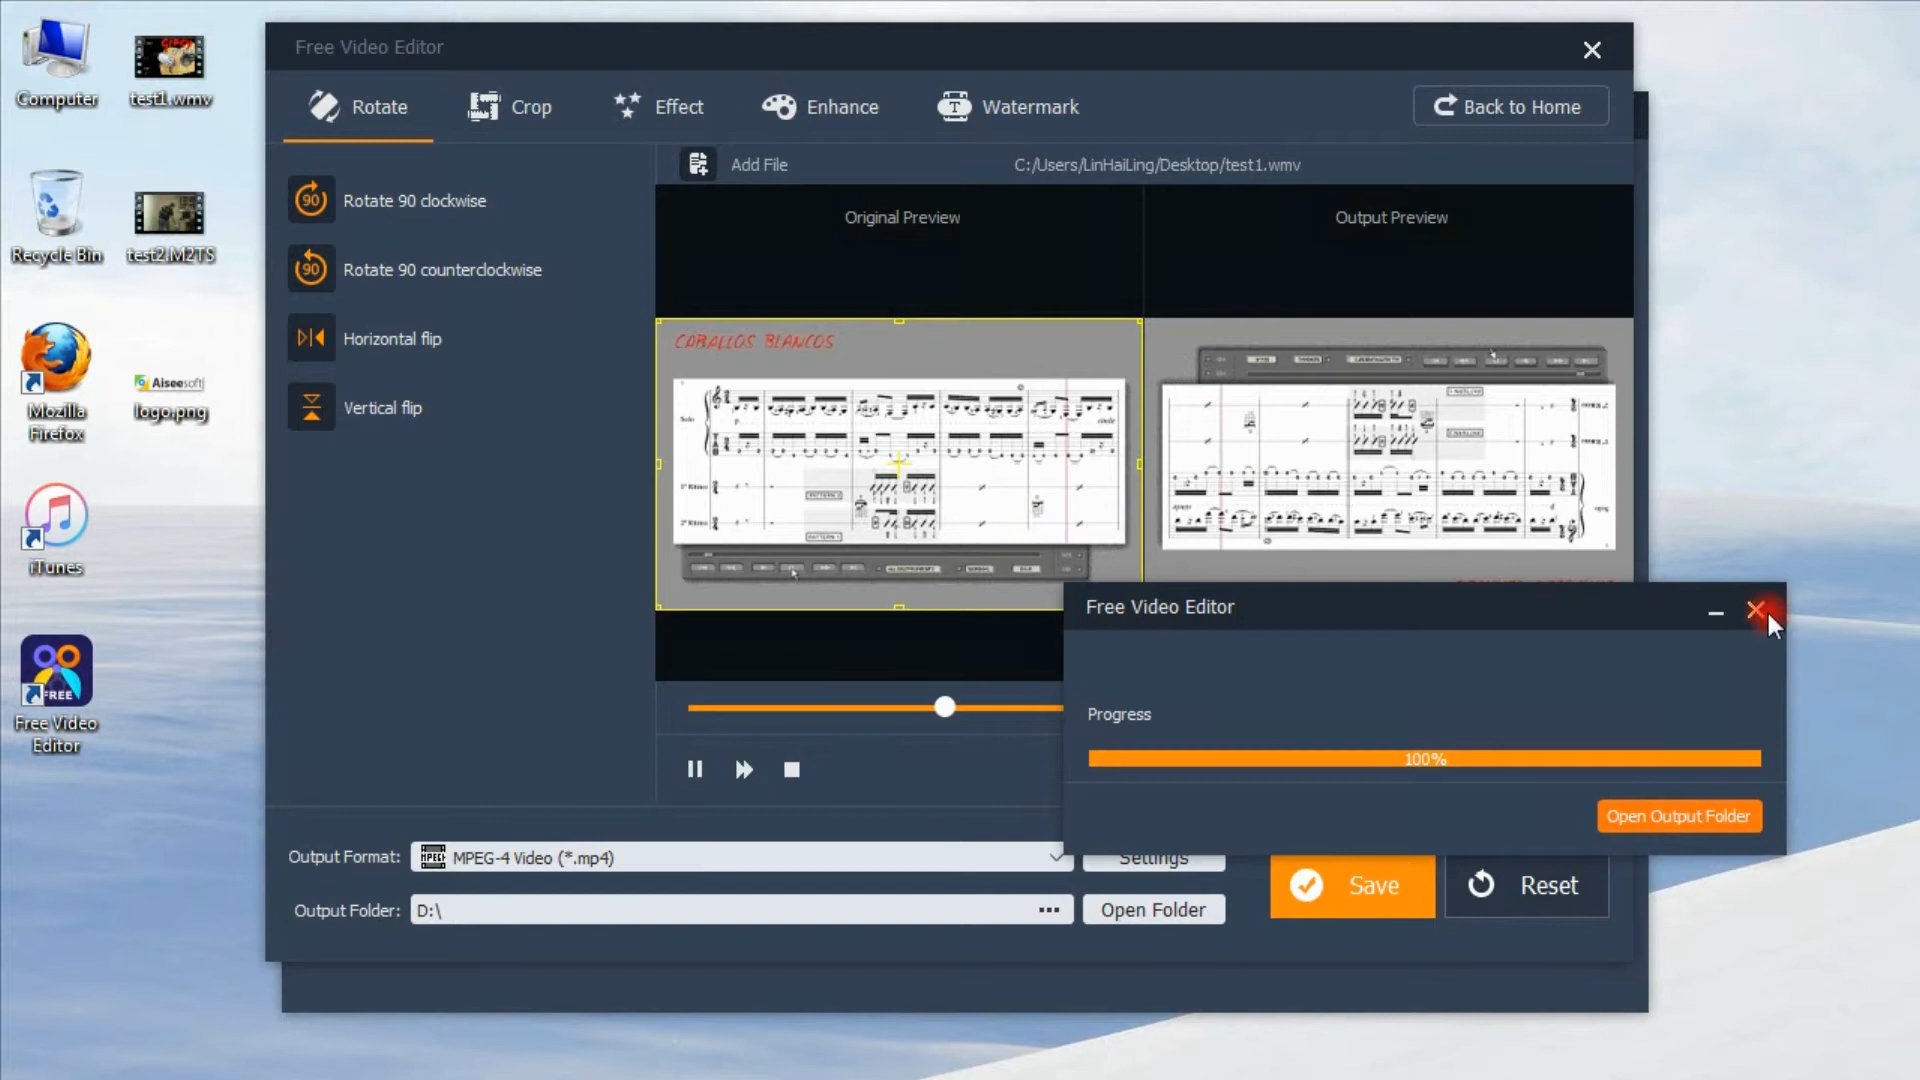 Computer
test1.wmv
Recycle Bin
test2.M2TS
Mozilla
Firefox
Aiseesoft
logo.png
iTunes
FREE
Free Video
Editor
Free Video Editor
Rotate
Crop
Effect
Enhance
T
Watermark
Back to Home
Add File
C:/Users/LinHaiLing/Desktop/test1.wmv
90
Rotate 90 clockwise
90
Rotate 90 counterclockwise
Horizontal flip
Vertical flip
Original Preview
Output Preview
CABALLOS BLANCOS
Free Video Editor
Progress
100%
Open Output Folder
Output Format:
MPEG
MPEG-4 Video (*.mp4)
Settings
Output Folder:
D:\
Open Folder
Save
Reset